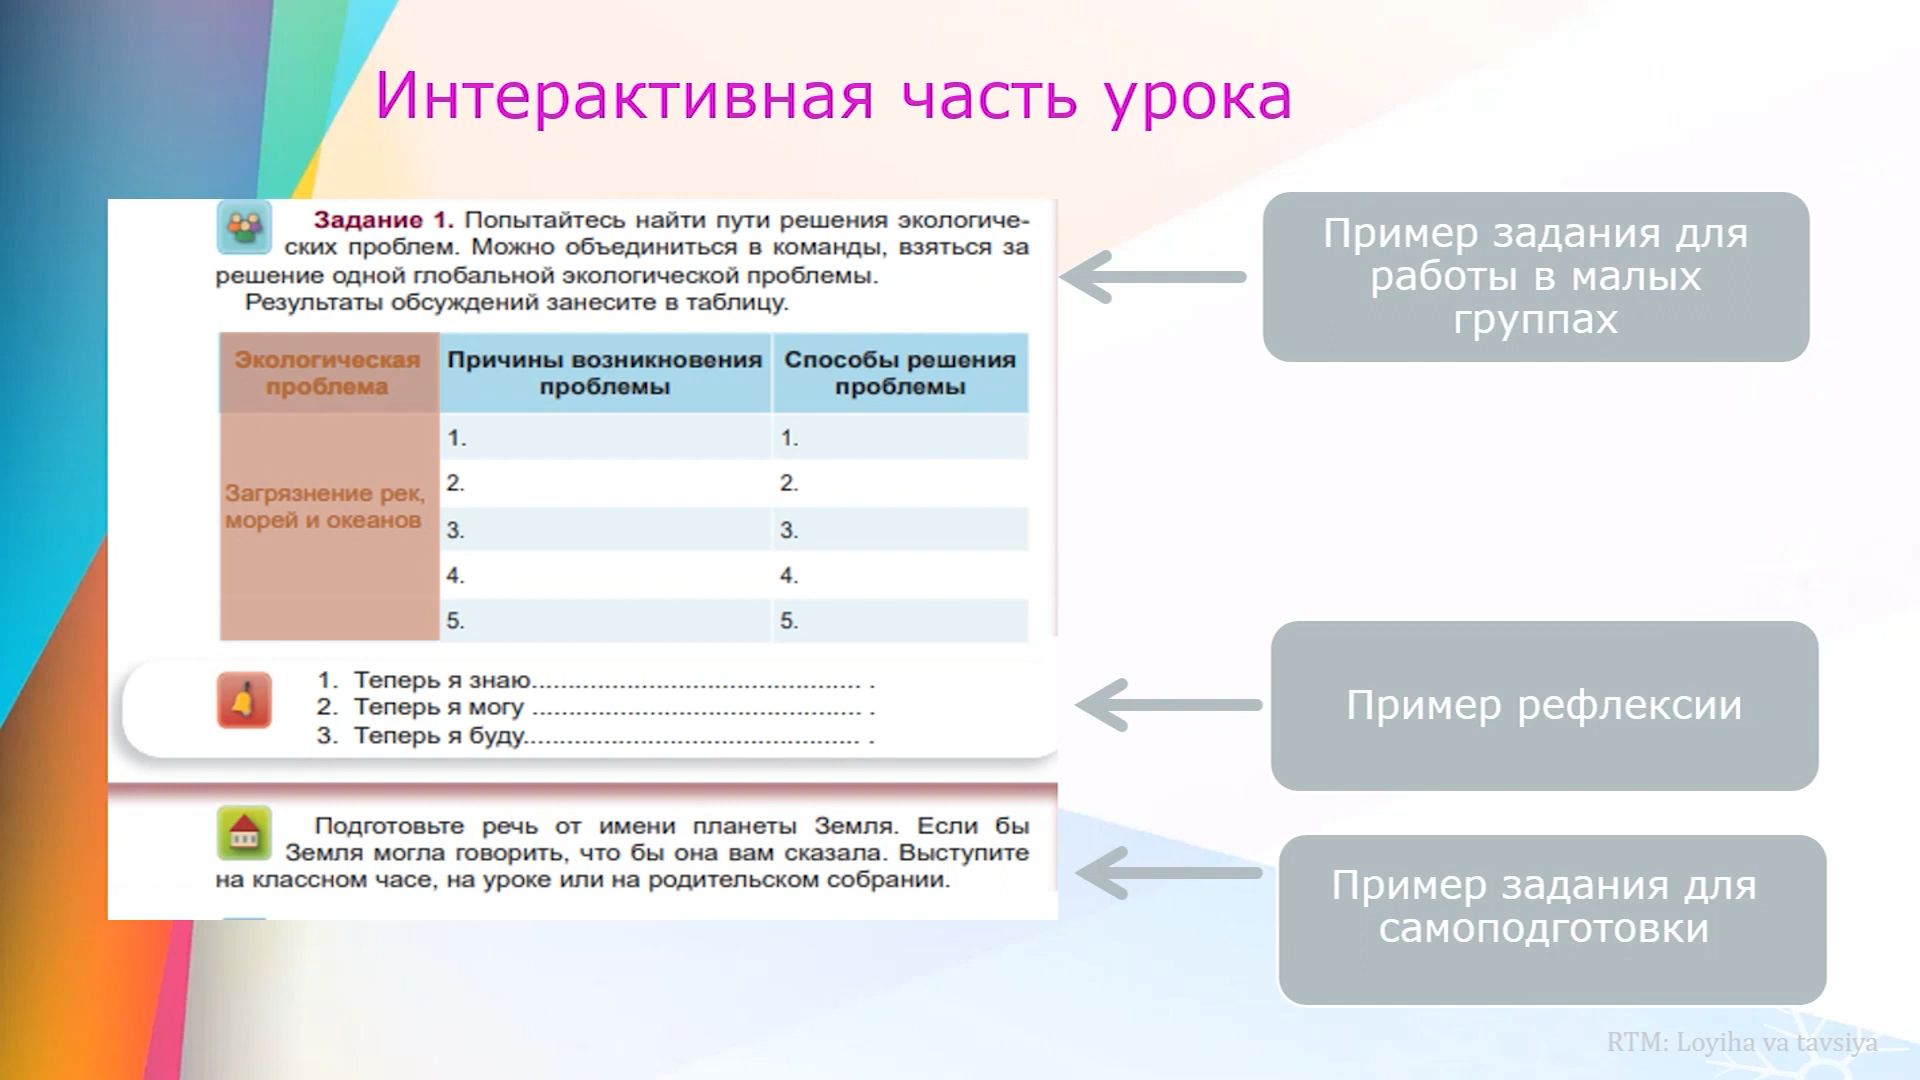 Интерактивная часть урока
Задание 1. Попытайтесь найти пути решения экологиче-
ских проблем. Можно объединиться в команды, взяться за
решение одной глобальной экологической проблемы.
Результаты обсуждений занесите в таблицу.
Экологическая
проблема
Причины возникновения
проблемы
Способы решения
проблемы
Загрязнение рек,
морей и океанов
1.
1.
2.
2.
3.
3.
4.
4.
5.
5.
1. Теперь я знаю............................................. .
2. Теперь я могу ............................................. .
3. Теперь я буду.............................................. .
Подготовьте речь от имени планеты Земля. Если бы
Земля могла говорить, что бы она вам сказала. Выступите
на классном часе, на уроке или на родительском собрании.
Пример задания для
работы в малых
группах
Пример рефлексии
Пример задания для
самоподготовки
RTM: Loyiha va tavsiya